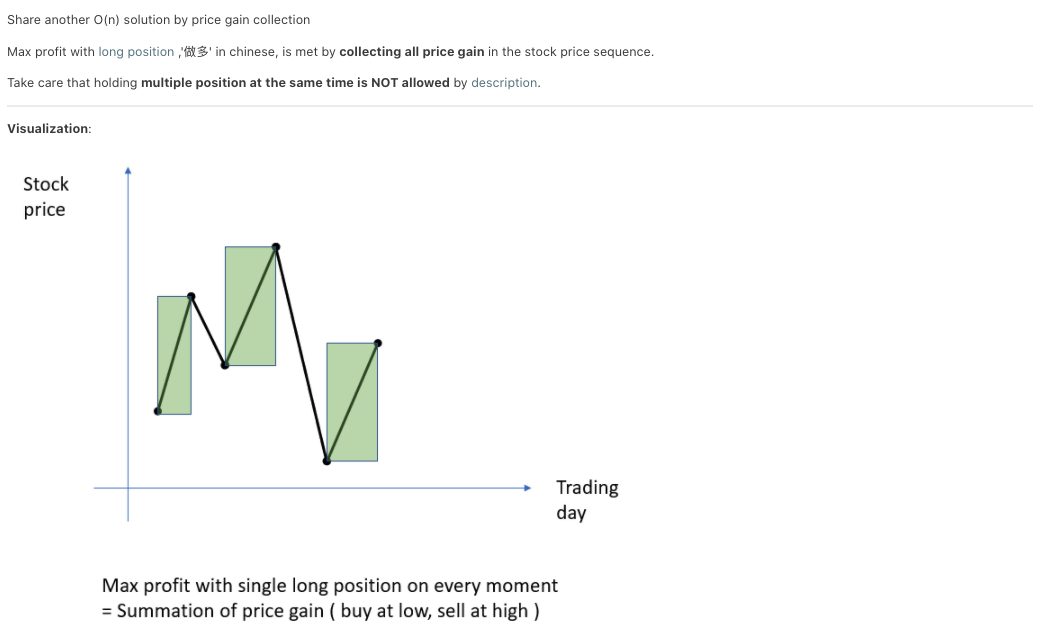 Share another O(n) solution by price gain collection
Max profit with long position ,'做多' in chinese, is met by collecting all price gain in the stock price sequence.
Take care that holding multiple position at the same time is NOT allowed by description.
Visualization:
Stock
price
Trading
day
Max profit with single long position on every moment
= Summation of price gain ( buy at low, sell at high )